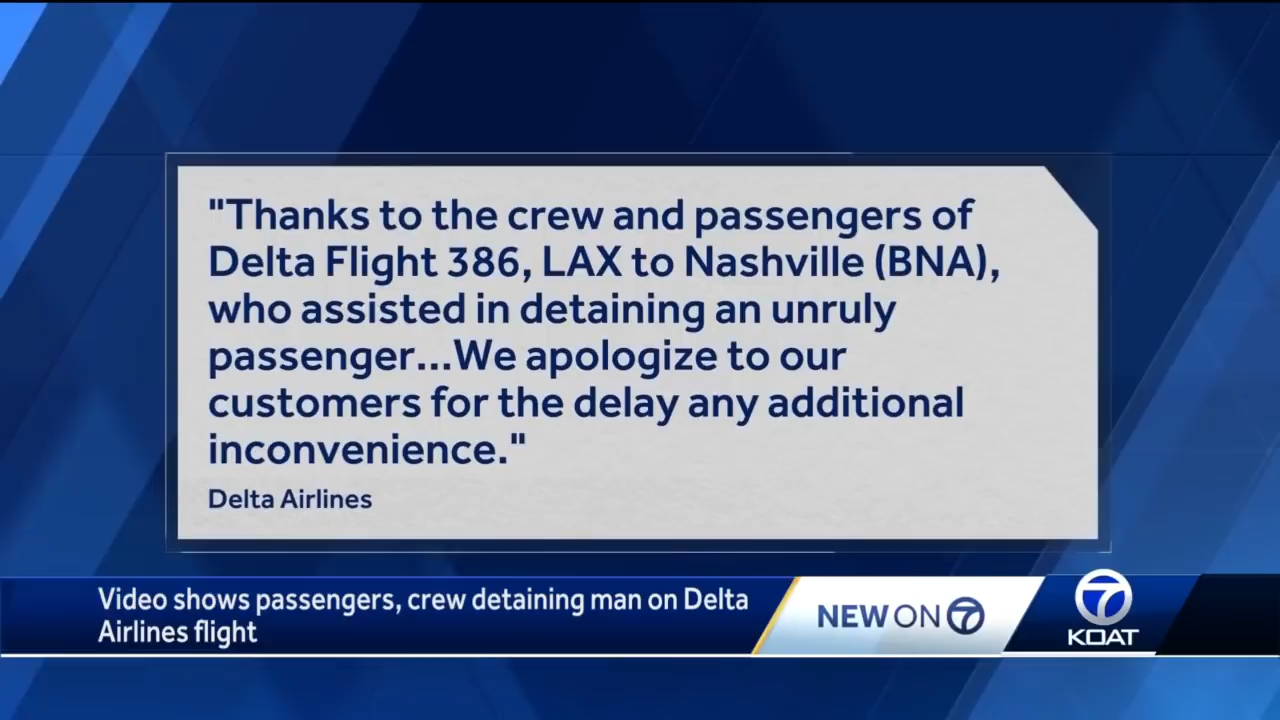 "Thanks to the crew and passengers of
Delta Flight 386, LAX to Nashville (BNA),
who assisted in detaining an unruly
passenger...We apologize to our
customers for the delay any additional
inconvenience."
Delta Airlines
Video shows passengers, crew detaining man on Delta
Airlines flight
NEW ON 7
7
KOAT